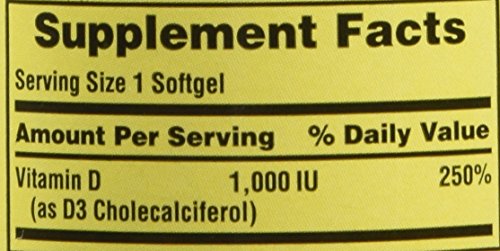 Supplement Facts
Serving Size 1 Softgel
Amount Per Serving % Daily Value
Vitamin D 1,000 IU 250%
(as D3 Cholecalciferol)